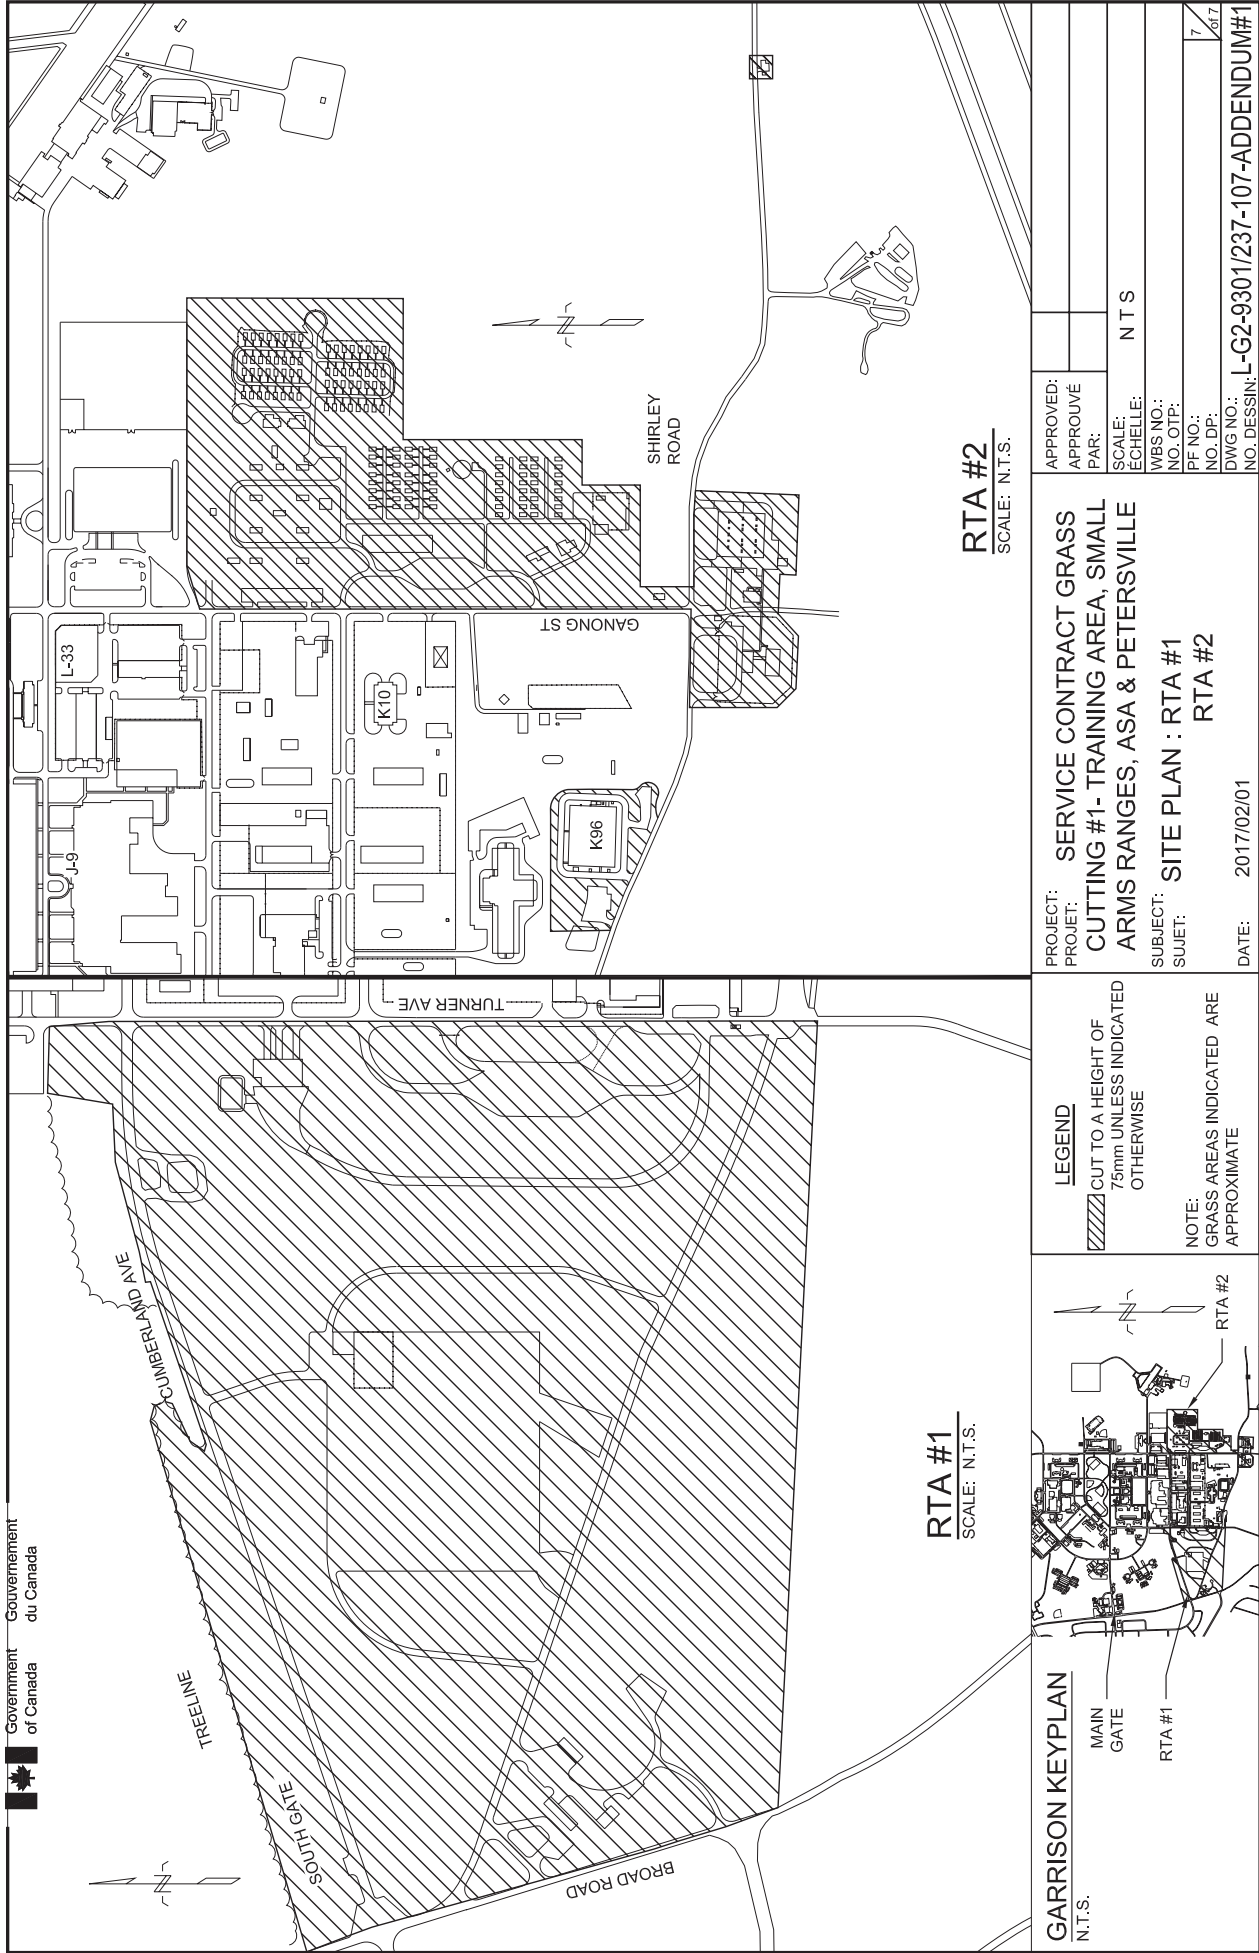 Government
of Canada
Gouvernement
du Canada
N
SOUTH GATE
TREELINE
CUMBERLAND AVE
BROAD ROAD
TURNER AVE
RTA #1
SCALE: N.T.S.
J-9
L-33
K10
K96
GANONG ST
SHIRLEY
ROAD
N
RTA #2
SCALE: N.T.S.
GARRISON KEYPLAN
N.T.S.
MAIN
GATE
RTA #1
RTA #2
N
LEGEND
CUT TO A HEIGHT OF
75mm UNLESS INDICATED
OTHERWISE
NOTE:
GRASS AREAS INDICATED ARE
APPROXIMATE
PROJECT:
PROJET:
SERVICE CONTRACT GRASS
CUTTING #1- TRAINING AREA, SMALL
ARMS RANGES, ASA & PETERSVILLE
SUBJECT:
SUJET:
SITE PLAN : RTA #1
RTA #2
DATE: 2017/02/01
APPROVED:
APPROUVÉ
PAR:
SCALE:
ÉCHELLE:
N T S
WBS NO.:
NO. OTP:
PF NO.:
NO. DP:
7
of 7
DWG NO.:
NO. DESSIN: L-G2-9301/237-107-ADDENDUM#1